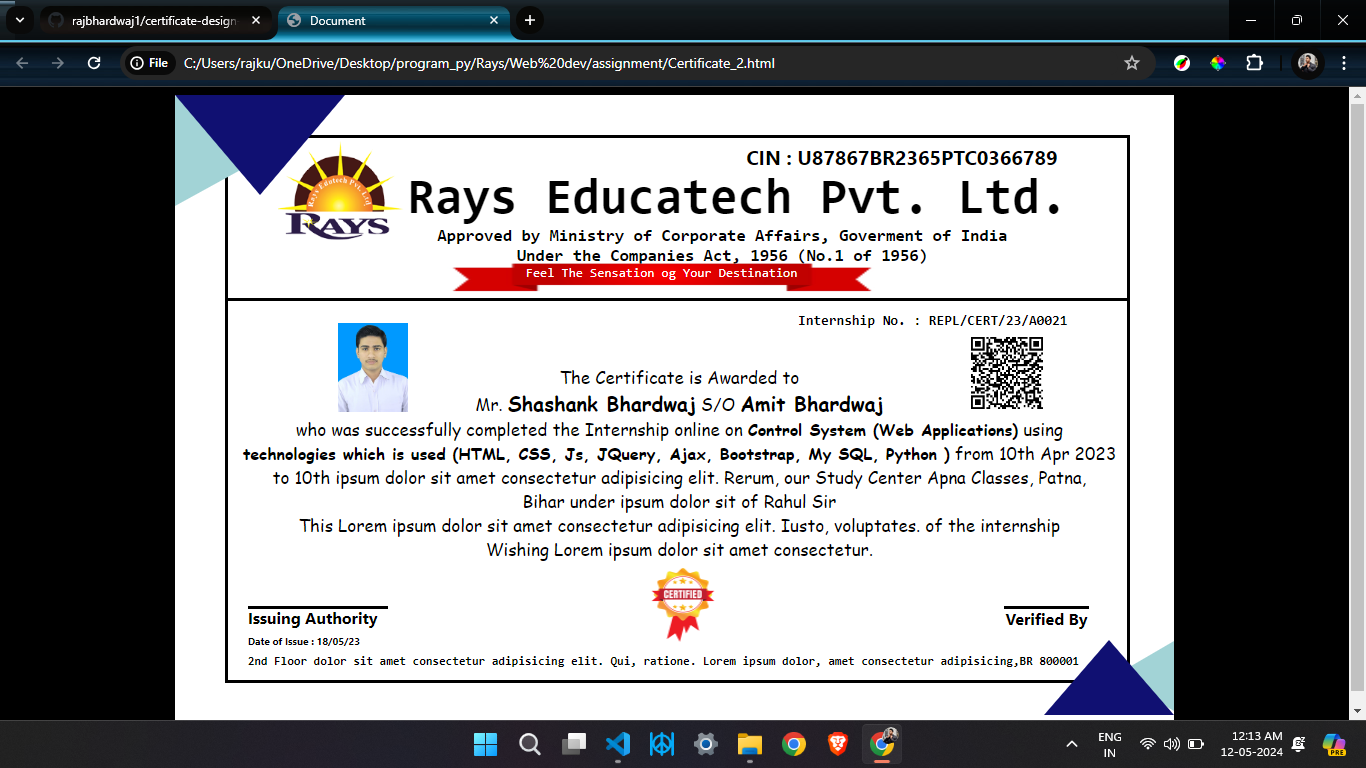 rajbhardwaj1/certificate-design
Document
File
C:/Users/rajku/OneDrive/Desktop/program_py/Rays/Web%20dev/assignment/Certificate_2.html
CIN : U87867BR2365PTC0366789
Rays Edutech Pvt. Ltd
RAYS
Rays Educatech Pvt. Ltd.
Approved by Ministry of Corporate Affairs, Goverment of India
Under the Companies Act, 1956 (No.1 of 1956)
Feel The Sensation og Your Destination
Internship No. : REPL/CERT/23/A0021
The Certificate is Awarded to
Mr. Shashank Bhardwaj S/O Amit Bhardwaj
who was successfully completed the Internship online on Control System (Web Applications) using
technologies which is used (HTML, CSS, Js, JQuery, Ajax, Bootstrap, My SQL, Python ) from 10th Apr 2023
to 10th ipsum dolor sit amet consectetur adipisicing elit. Rerum, our Study Center Apna Classes, Patna,
Bihar under ipsum dolor sit of Rahul Sir
This Lorem ipsum dolor sit amet consectetur adipisicing elit. Iusto, voluptates. of the internship
Wishing Lorem ipsum dolor sit amet consectetur.
CERTIFIED
Issuing Authority
Verified By
Date of Issue : 18/05/23
2nd Floor dolor sit amet consectetur adipisicing elit. Qui, ratione. Lorem ipsum dolor, amet consectetur adipisicing,BR 800001
ENG
IN
12:13 AM
12-05-2024
PRE